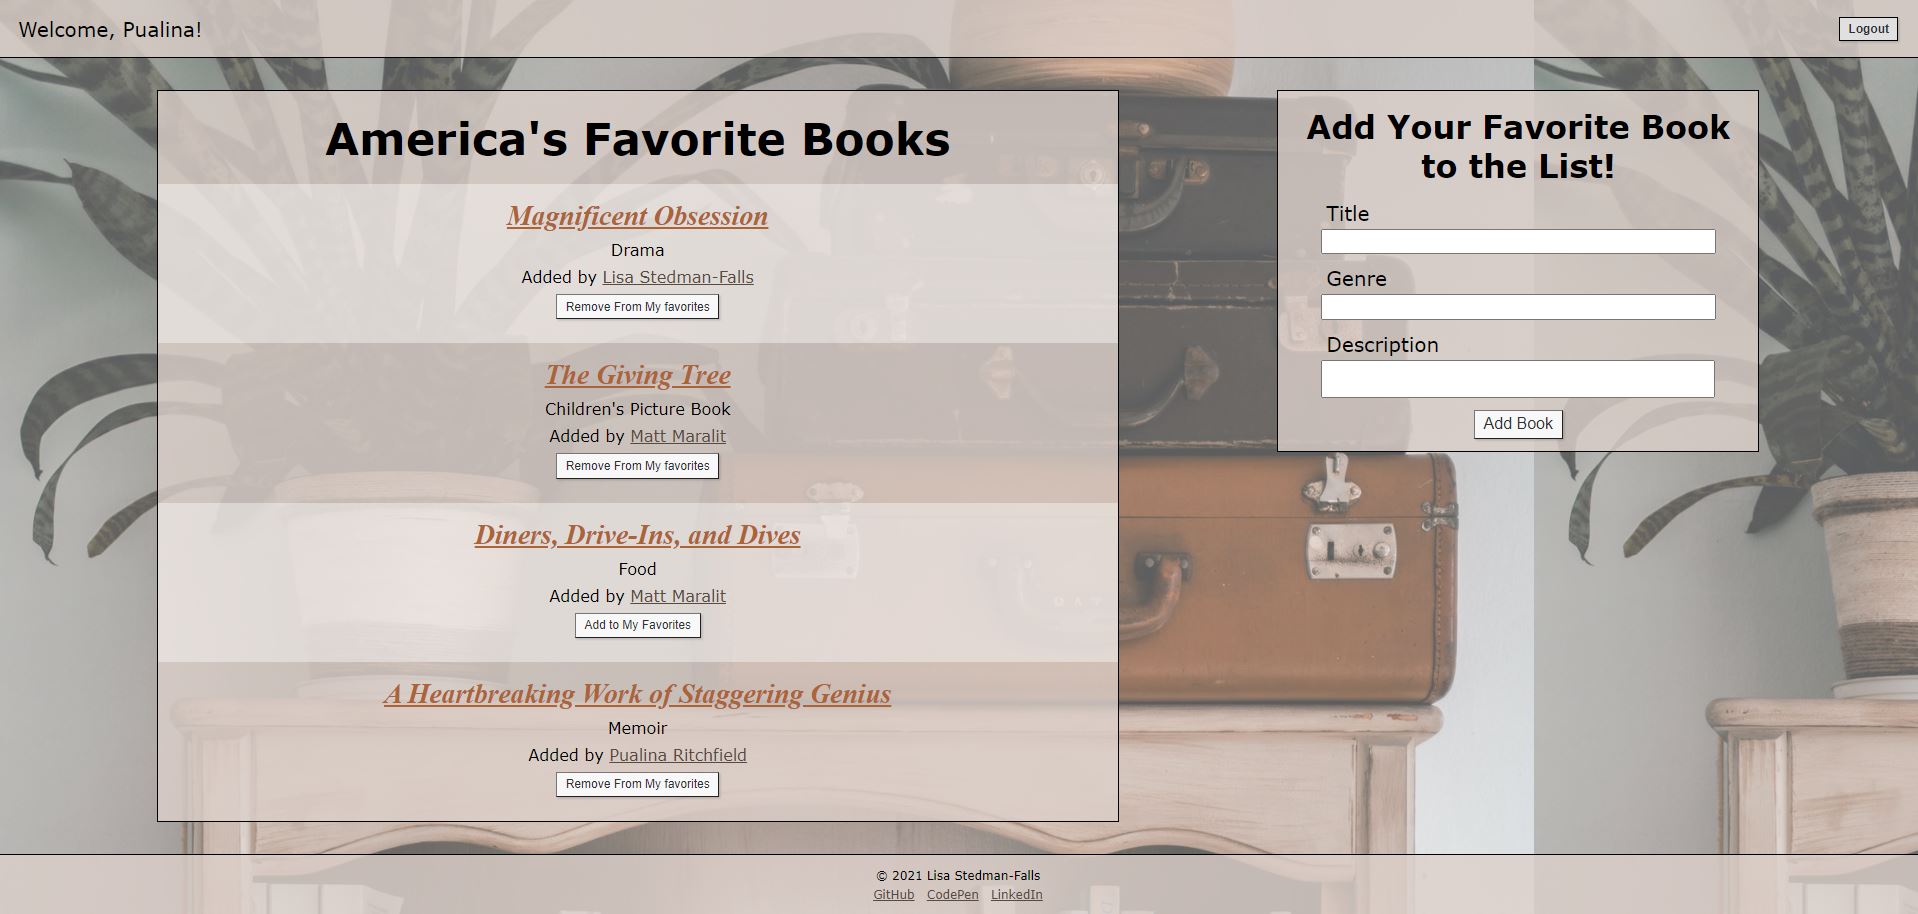 Welcome, Pualina!
Logout
America's Favorite Books
Magnificent Obsession
Drama
Added by Lisa Stedman-Falls
Remove From My favorites
The Giving Tree
Children's Picture Book
Added by Matt Maralit
Remove From My favorites
Diners, Drive-Ins, and Dives
Food
Added by Matt Maralit
Add to My Favorites
A Heartbreaking Work of Staggering Genius
Memoir
Added by Pualina Ritchfield
Remove From My favorites
Add Your Favorite Book
to the List!
Title
Genre
Description
Add Book
© 2021 Lisa Stedman-Falls
GitHub CodePen LinkedIn